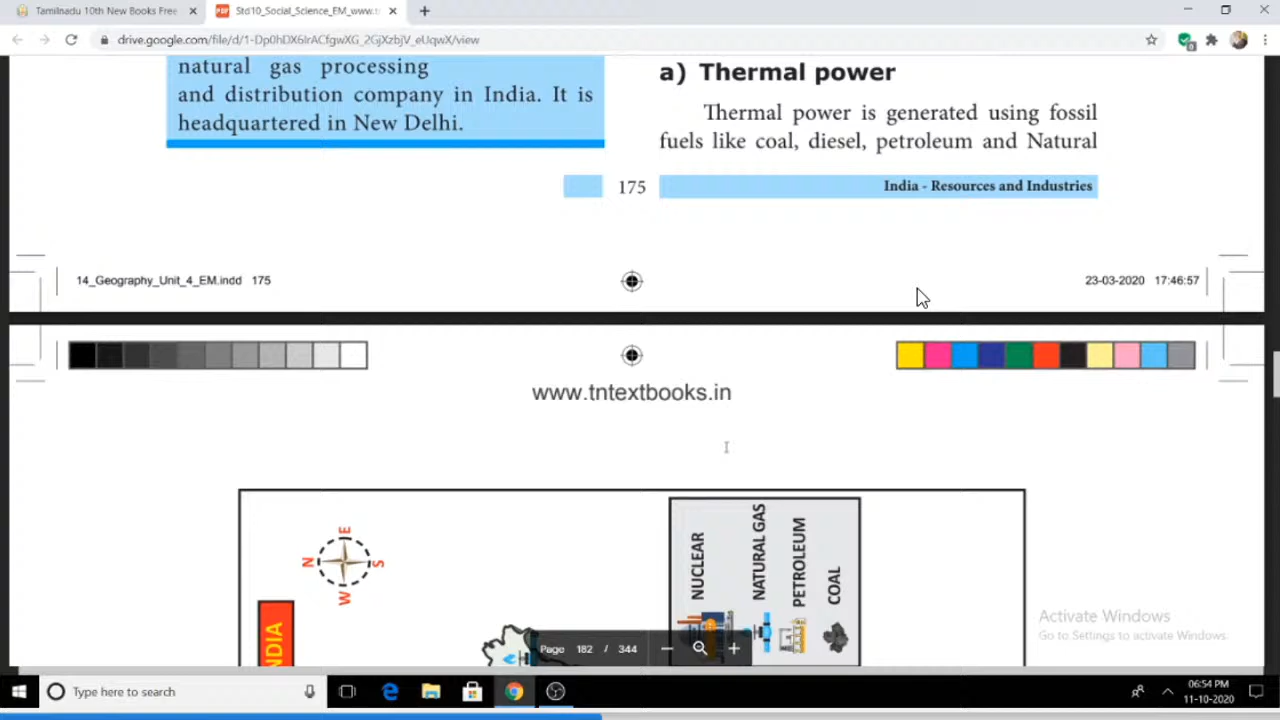 Tamilnadu 10th New Books Free
Std10_Social_Science_EM_www.t
drive.google.com/file/d/1-Dp0hDX6IrACfgwXG_2GjXzbjV_eUqwX/view
natural gas processing
and distribution company in India. It is
headquartered in New Delhi.
a) Thermal power
Thermal power is generated using fossil
fuels like coal, diesel, petroleum and Natural
175
India - Resources and Industries
14_Geography_Unit_4_EM.indd 175
23-03-2020 17:46:57
www.tntextbooks.in
N
E
S
W
NDIA
NUCLEAR
NATURAL GAS
PETROLEUM
COAL
Activate Windows
Go to Settings to activate Windows.
Page 182 / 344
Type here to search
06:54 PM
11-10-2020